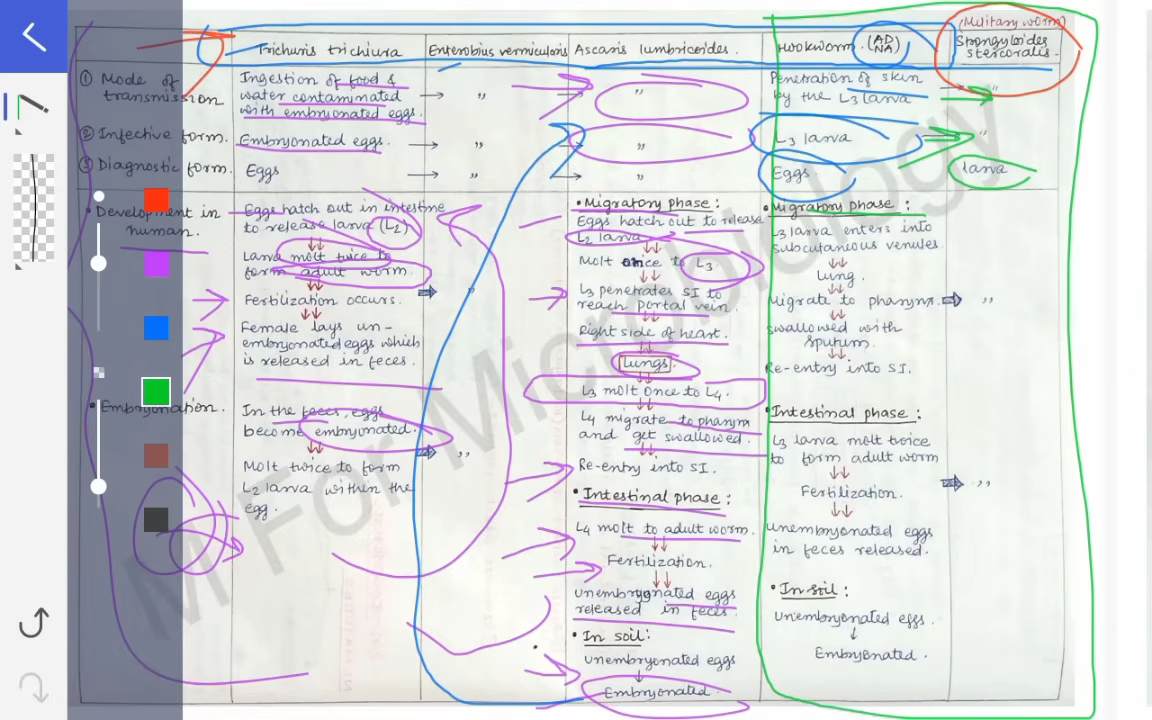 (Military worm)
Trichuris trichiura
Enterobius vermicularis
Ascaris lumbricoides.
Hookworm. (AD
NA)
Spongyloides
stercoralis.
① Mode of
transmission
Ingestion of food &
water contaminated
with embryonated eggs.
→ "
→ "
Penetration of skin
by the L3 larva
→ "
② Infective form.
Embryonated eggs.
→ "
→ "
L3 larva
→ "
③ Diagnostic form.
Eggs
→ "
→ "
Eggs
larva
• Development in
human.
Eggs hatch out in intestine
to release larva (L2)
Larva molt twice to
form adult worm.
Fertilization occurs.
Female lays un-
embryonated eggs which
is released in feces.
⇒ "
• Migratory phase:
Eggs hatch out to release
L2 larva
Molt once to L3
L3 penetrates SI to
reach portal vein.
Right side of heart.
Lungs.
L3 molt once to L4.
L4 migrate to pharynx
and get swallowed.
Re-entry into SI.
• Intestinal phase:
L4 molt to adult worm.
Fertilization.
Unembryonated eggs
released in feces.
• In soil:
Unembryonated eggs
Embryonated.
• Migratory phase:
L3 larva enters into
subcutaneous venules.
Lung.
Migrate to pharynx.
⇒ "
swallowed with
sputum.
Re-entry into SI.
Intestinal phase:
L3 larva molt twice
to form adult worm
Fertilization.
⇒ "
Unembryonated eggs
in feces released.
• In soil:
Unembryonated effs.
Embryonated.
• Embryonation.
In the feces, eggs
become embryonated.
⇒ "
Molt twice to form
L2 larva within the
egg.
M For Microbiology